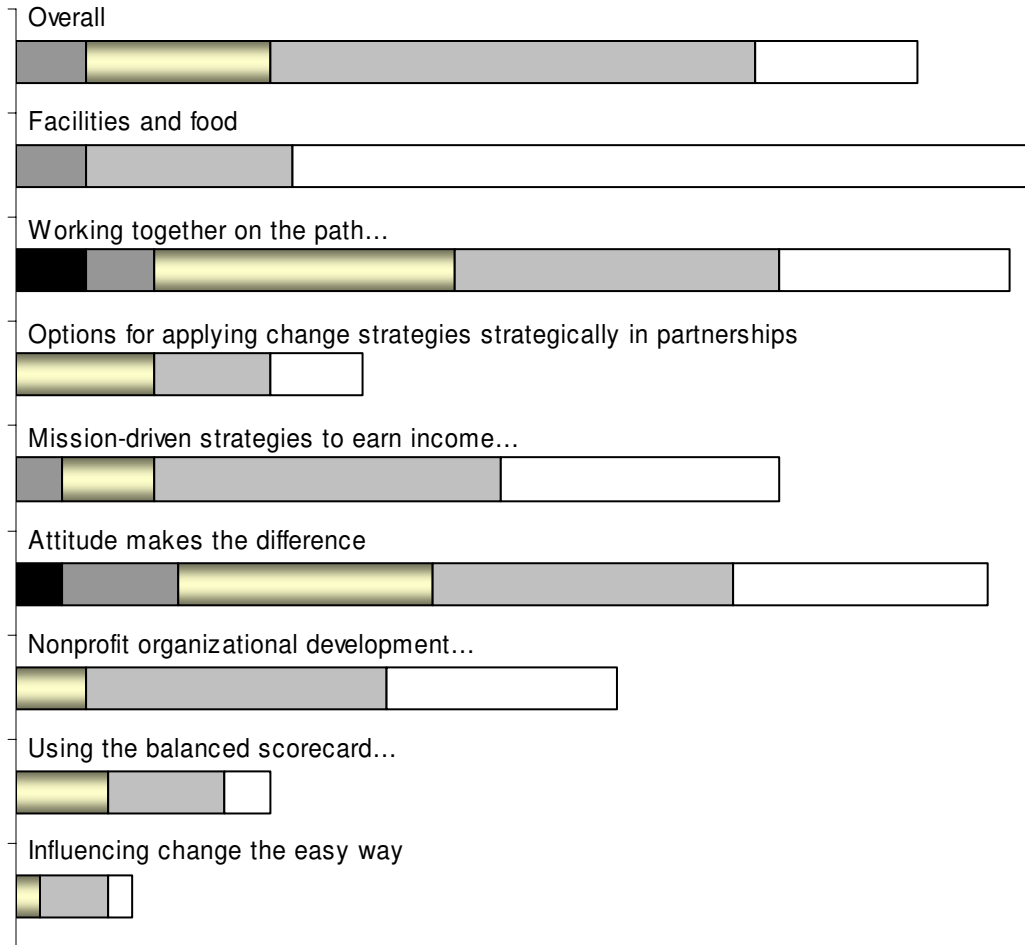 Overall
Facilities and food
Working together on the path…
Options for applying change strategies strategically in partnerships
Mission-driven strategies to earn income…
Attitude makes the difference
Nonprofit organizational development…
Using the balanced scorecard…
Influencing change the easy way